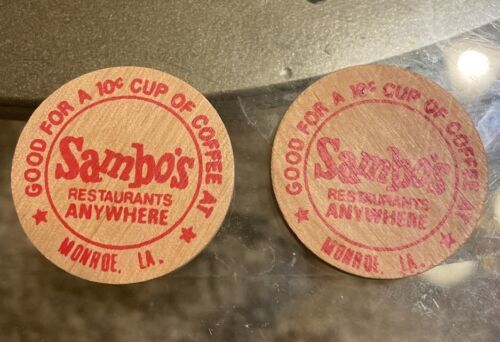 GOOD FOR A 10¢ CUP OF COFFEE AT
Sambo's
RESTAURANTS
ANYWHERE
MONROE, LA.
GOOD FOR A 10¢ CUP OF COFFEE AT
Sambo's
RESTAURANTS
ANYWHERE
MONROE, LA.